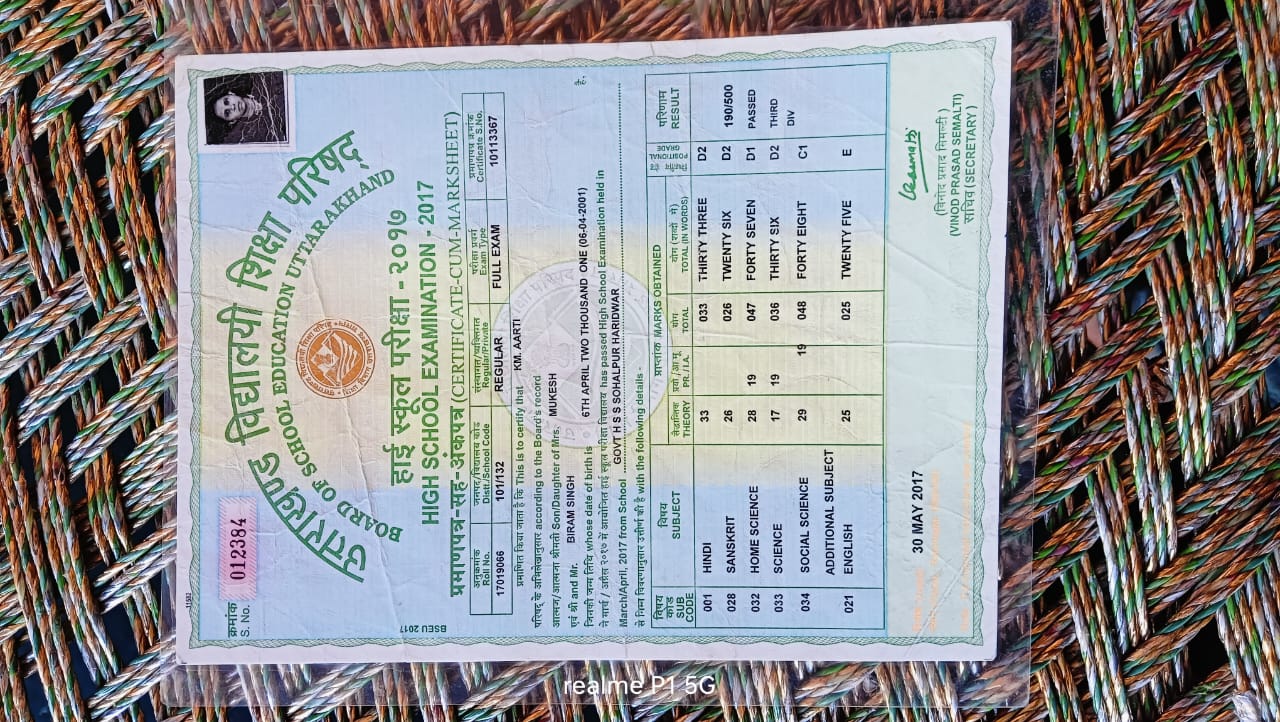 11592
क्रमांक
S. No.
012384
उत्तराखण्ड विद्यालयी शिक्षा परिषद्
BOARD OF SCHOOL EDUCATION UTTARAKHAND
हाई स्कूल परीक्षा - २०१७
HIGH SCHOOL EXAMINATION - 2017
प्रमाणपत्र-सह-अंकपत्र (CERTIFICATE-CUM-MARKSHEET)
BSEU 2017
अनुक्रमांक जनपद/विद्यालय कोड संस्थागत/व्यक्तिगत परीक्षा प्रवर्ग प्रमाणपत्र क्रमांक
Roll No. Distt./School Code Regular/Private Exam Type Certificate S.No.
17019066 101/132 REGULAR FULL EXAM 10113367
प्रमाणित किया जाता है कि This is to certify that KM. AARTI
परिषद् के अभिलेखानुसार according to the Board's record
आत्मज/आत्मजा श्रीमती Son/Daughter of Mrs. MUKESH
एवं श्री and Mr. BIRAM SINGH
जिनकी जन्म तिथि whose date of birth is 6TH APRIL TWO THOUSAND ONE (06-04-2001) है,
ने मार्च / अप्रैल २०१७ में आयोजित हाई स्कूल परीक्षा विद्यालय has passed High School Examination held in
March/April, 2017 from School GOVT H S S SOHALPUR HARIDWAR
से निम्न विवरणानुसार उत्तीर्ण की है with the following details -
विषय कोड SUB CODE विषय SUBJECT प्राप्तांक MARKS OBTAINED परिणाम RESULT
सैद्धान्तिक THEORY PR./I.A. योग TOTAL योग (शब्दों में) TOTAL (IN WORDS) POSITIONAL GRADE
001 HINDI 33 033 THIRTY THREE D2
028 SANSKRIT 26 026 TWENTY SIX D2 190/500
032 HOME SCIENCE 28 19 047 FORTY SEVEN D1 PASSED
033 SCIENCE 17 19 036 THIRTY SIX D2 THIRD
034 SOCIAL SCIENCE 29 19 048 FORTY EIGHT C1 DIV
ADDITIONAL SUBJECT
021 ENGLISH 25 025 TWENTY FIVE E
30 MAY 2017
(विनोद प्रसाद सिमल्टी)
(VINOD PRASAD SEMALTI)
सचिव (SECRETARY)
realme P1 5G